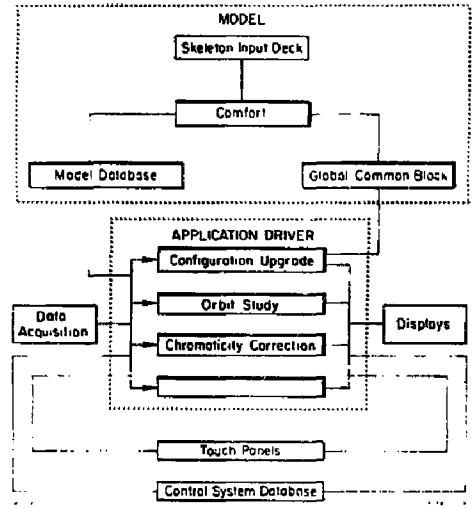 MODEL
Skeleton Input Deck
Comfort
Model Database
Global Common Block
APPLICATION DRIVER
Configuration Upgrade
Orbit Study
Data
Acquisition
Displays
Chromaticity Correction
Touch Panels
Control System Database